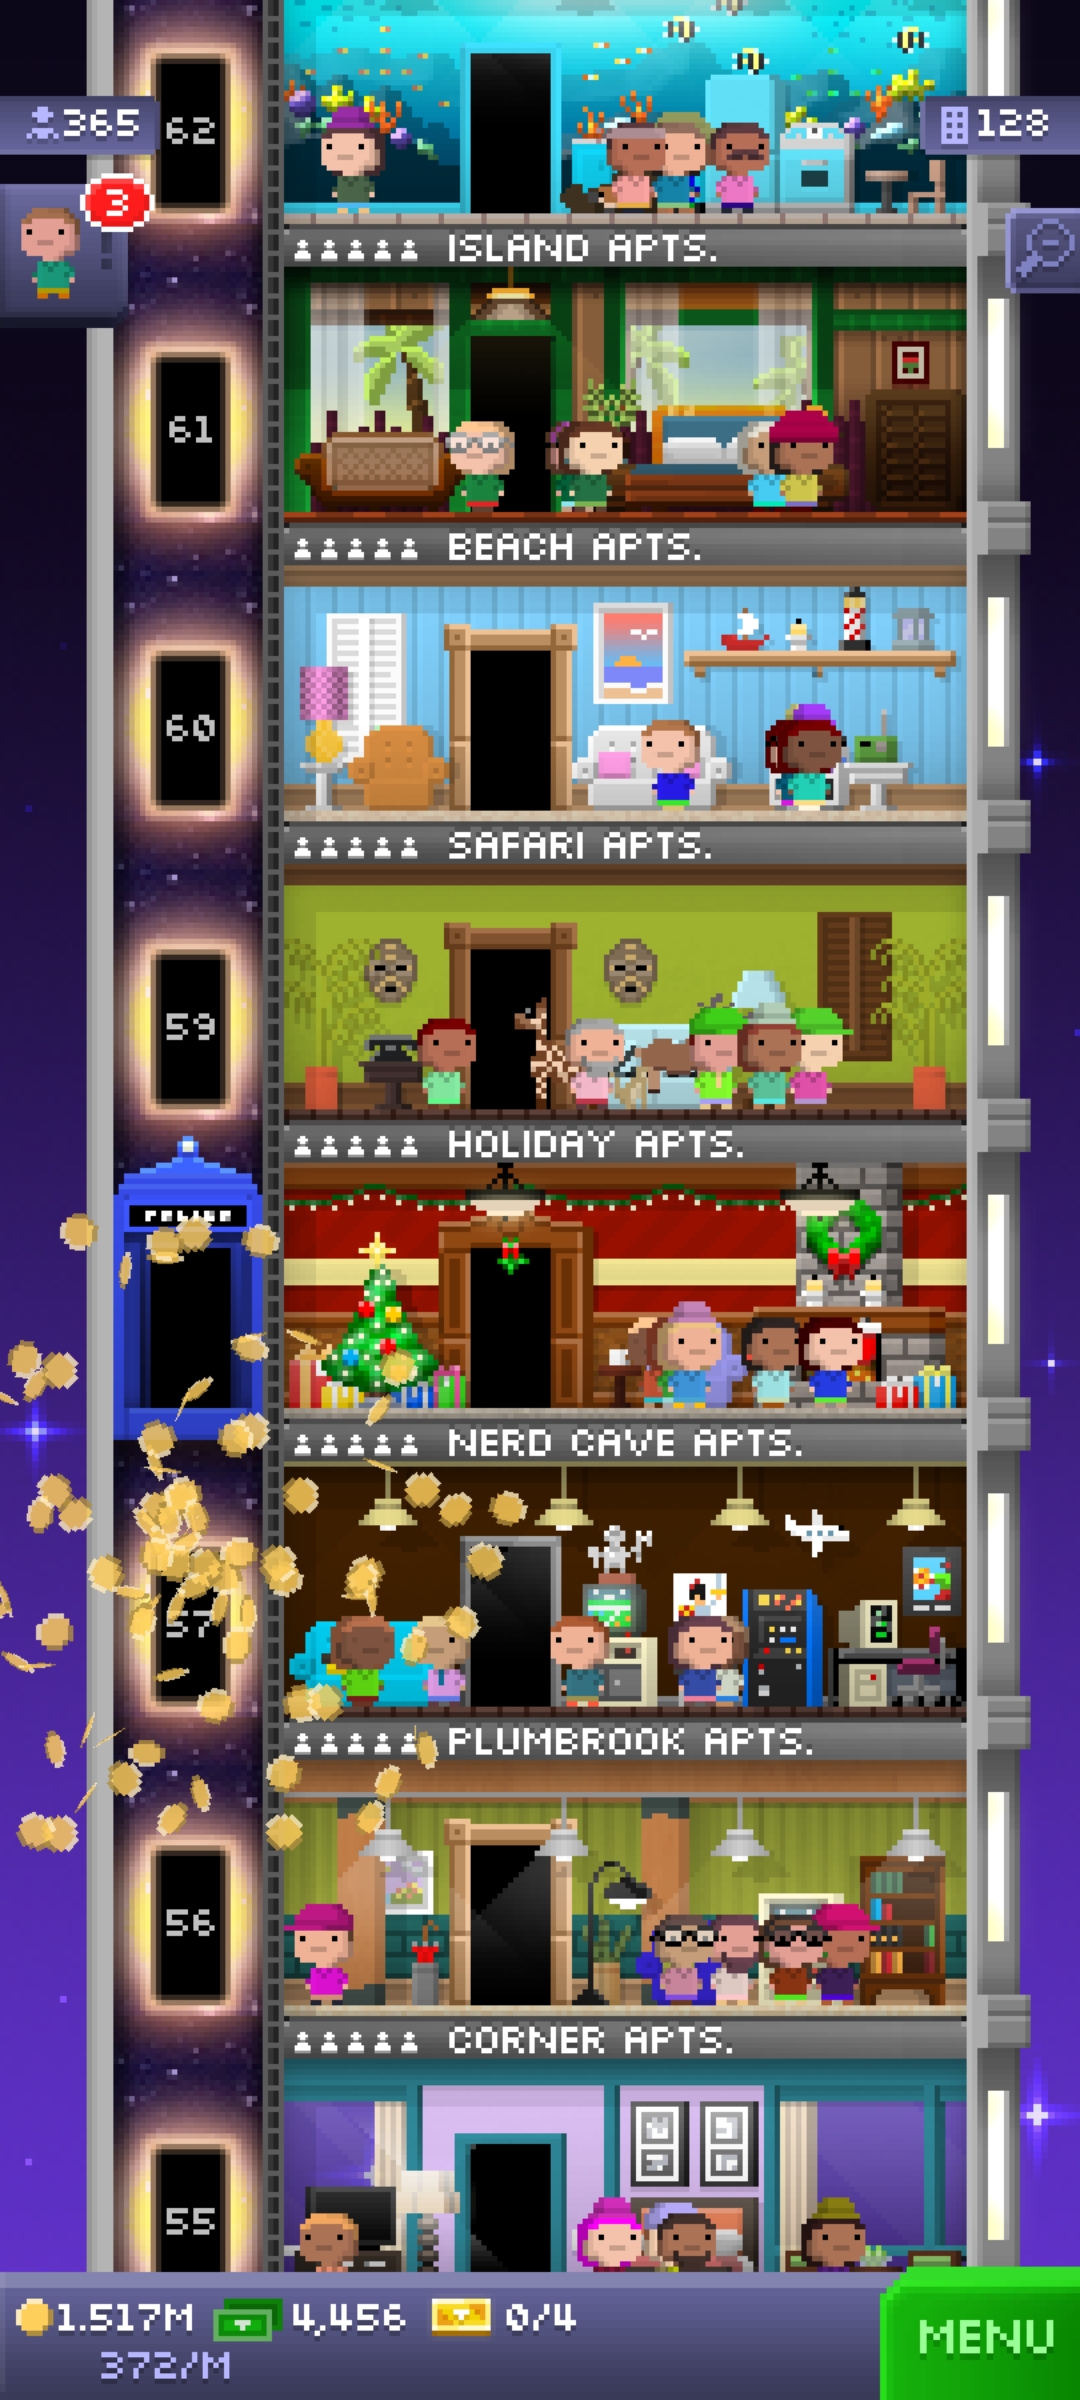 62
365
128
3
ISLAND APTS.
61
BEACH APTS.
60
SAFARI APTS.
59
HOLIDAY APTS.
NERD CAVE APTS.
57
PLUMBROOK APTS.
56
CORNER APTS.
55
1.517M 4,456 0/4
372/M
MENU